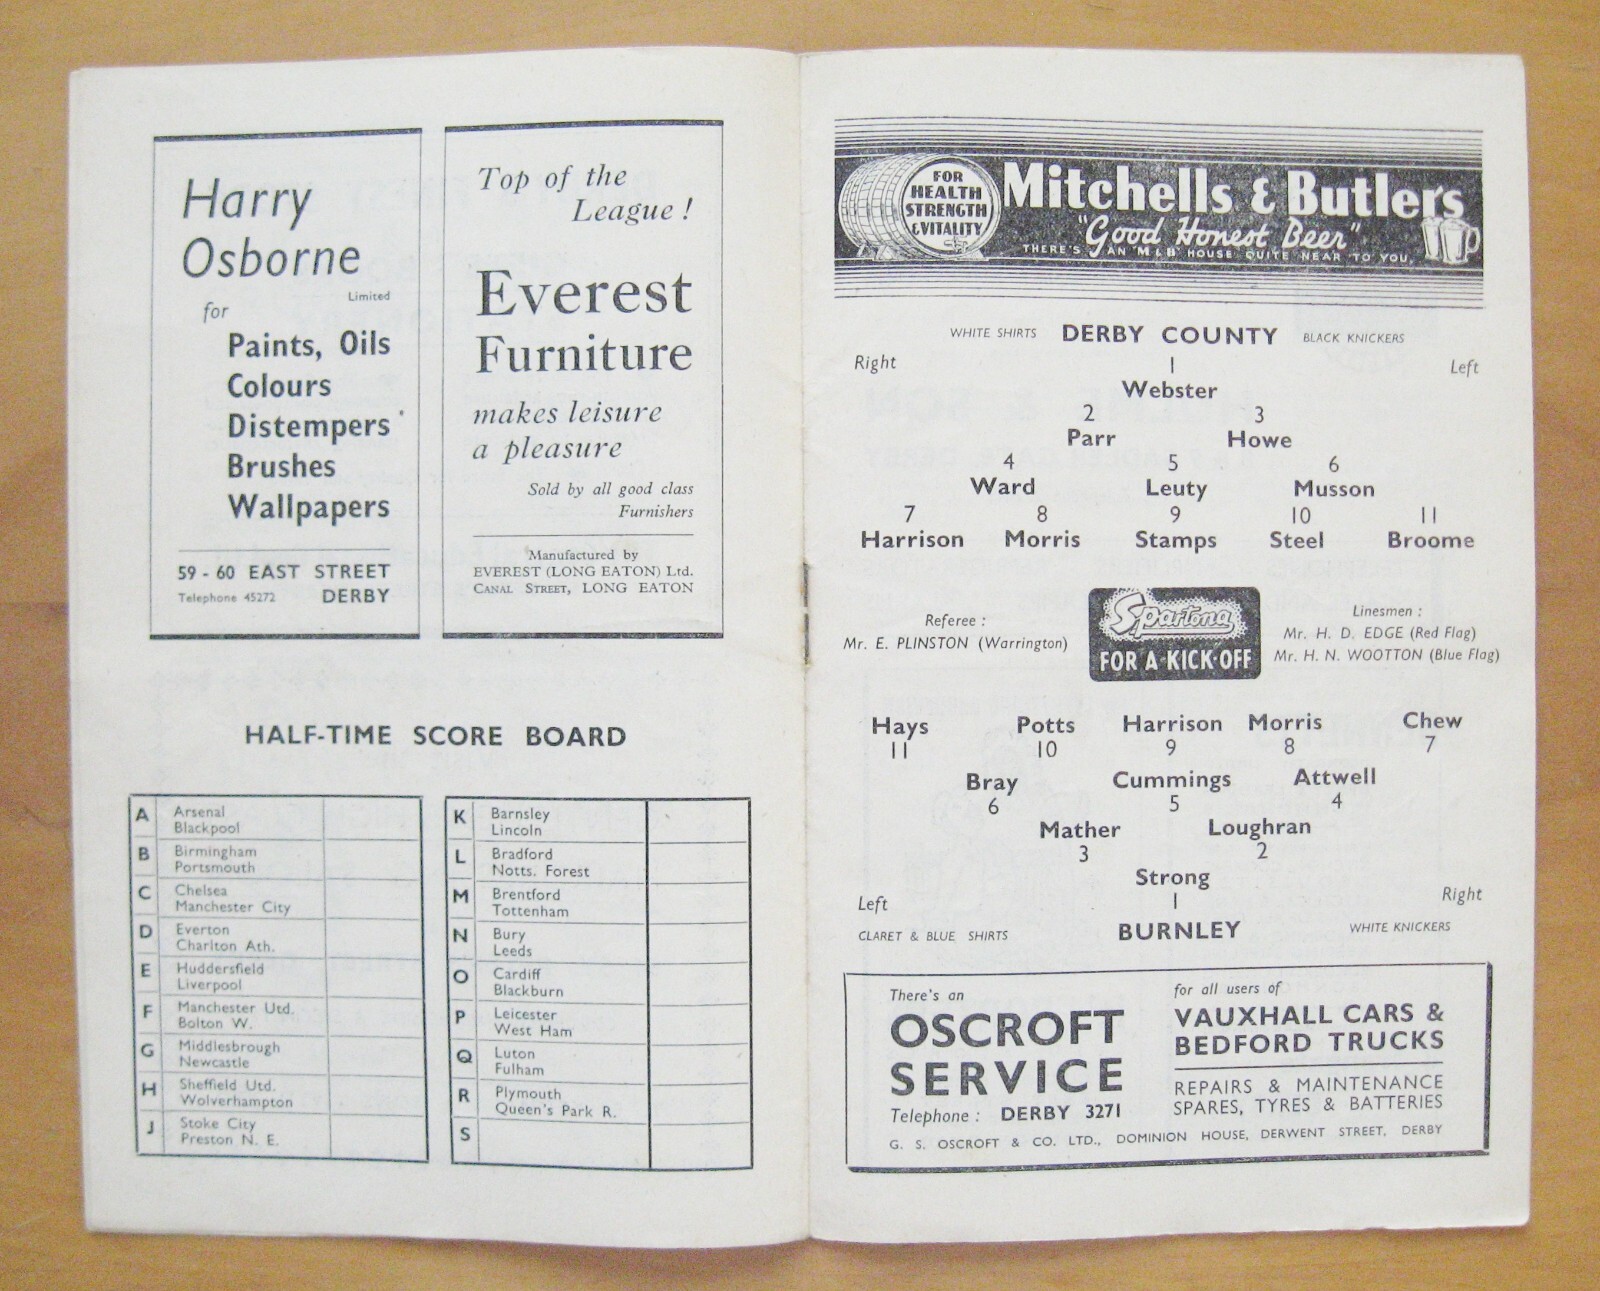 Harry
Osborne
Limited
for
Paints, Oils
Colours
Distempers
Brushes
Wallpapers
59 - 60 EAST STREET
Telephone 45272 DERBY
Top of the
League !
Everest
Furniture
makes leisure
a pleasure
Sold by all good class
Furnishers
Manufactured by
EVEREST (LONG EATON) Ltd.
CANAL STREET, LONG EATON
HALF-TIME SCORE BOARD
A Arsenal
Blackpool
B Birmingham
Portsmouth
C Chelsea
Manchester City
D Everton
Charlton Ath.
E Huddersfield
Liverpool
F Manchester Utd.
Bolton W.
G Middlesbrough
Newcastle
H Sheffield Utd.
Wolverhampton
J Stoke City
Preston N. E.
K Barnsley
Lincoln
L Bradford
Notts. Forest
M Brentford
Tottenham
N Bury
Leeds
O Cardiff
Blackburn
P Leicester
West Ham
Q Luton
Fulham
R Plymouth
Queen's Park R.
S
FOR
HEALTH
STRENGTH
& VITALITY
Mitchells & Butlers
"Good Honest Beer"
THERE'S AN M&B HOUSE QUITE NEAR TO YOU.
WHITE SHIRTS DERBY COUNTY BLACK KNICKERS
Right 1 Left
Webster
2 3
Parr Howe
4 5 6
Ward Leuty Musson
7 8 9 10 11
Harrison Morris Stamps Steel Broome
Referee :
Mr. E. PLINSTON (Warrington)
Spartona
FOR A KICK-OFF
Linesmen :
Mr. H. D. EDGE (Red Flag)
Mr. H. N. WOOTTON (Blue Flag)
Hays Potts Harrison Morris Chew
11 10 9 8 7
Bray Cummings Attwell
6 5 4
Mather Loughran
3 2
Strong
Left 1 Right
CLARET & BLUE SHIRTS BURNLEY WHITE KNICKERS
There's an
OSCROFT
SERVICE
Telephone : DERBY 3271
for all users of
VAUXHALL CARS &
BEDFORD TRUCKS
REPAIRS & MAINTENANCE
SPARES, TYRES & BATTERIES
G. S. OSCROFT & CO. LTD., DOMINION HOUSE, DERWENT STREET, DERBY